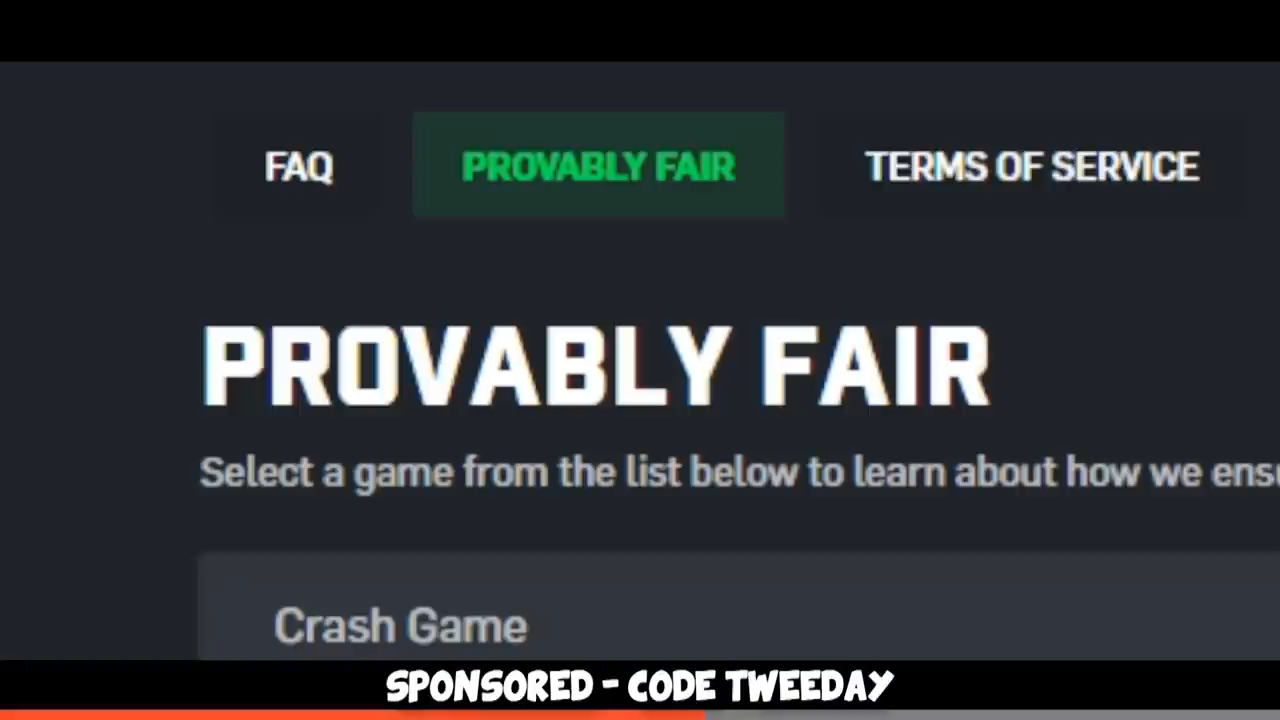 FAQ PROVABLY FAIR TERMS OF SERVICE
PROVABLY FAIR
Select a game from the list below to learn about how we ens
Crash Game
SPONSORED - CODE TWEEDAY